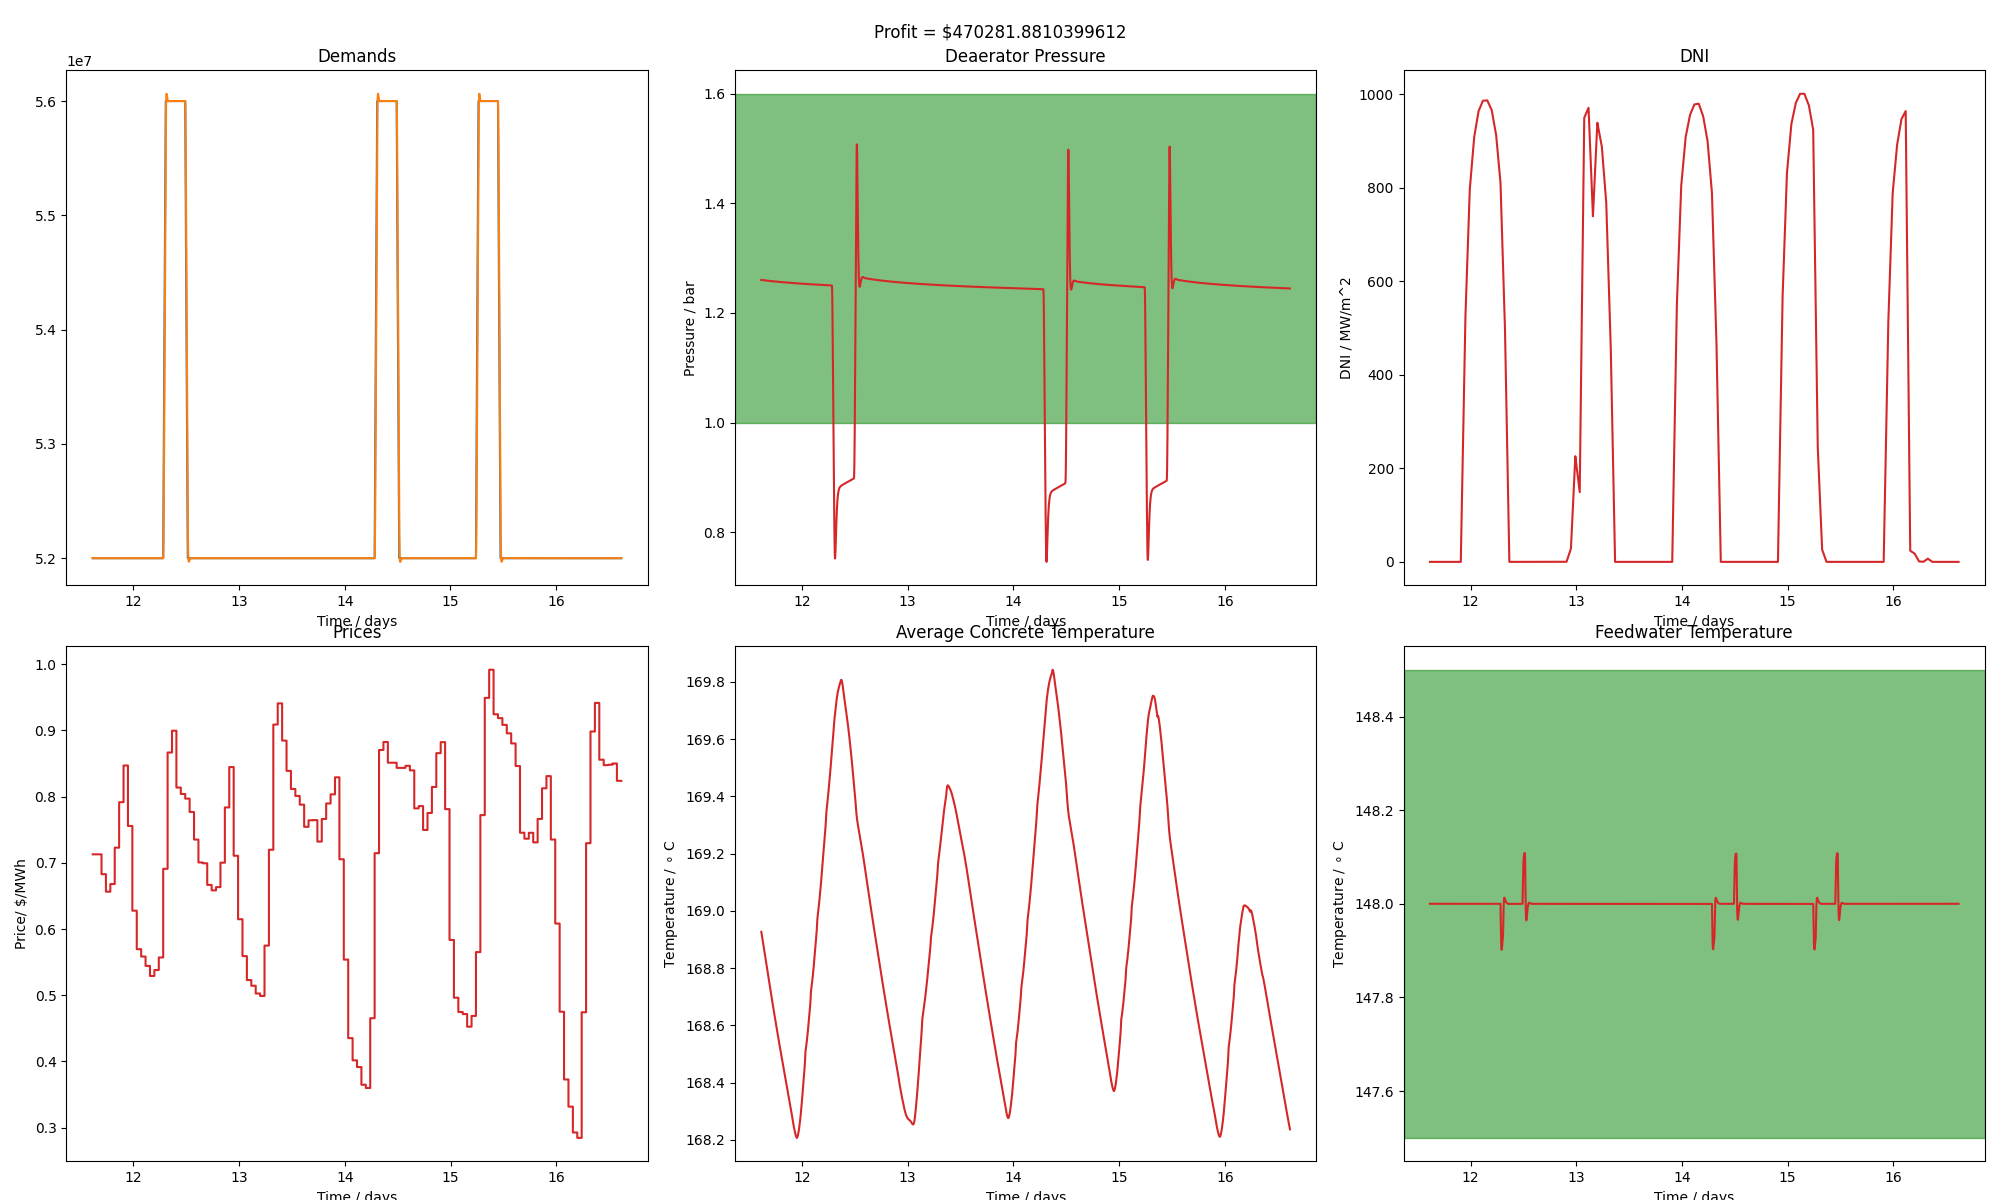 Profit = $470281.8810399612
Demands
1e7
5.6
5.5
5.4
5.3
5.2
12 13 14 15 16
Time / days
Deaerator Pressure
Pressure / bar
1.6
1.4
1.2
1.0
0.8
12 13 14 15 16
Time / days
DNI
DNI / MW/m^2
1000
800
600
400
200
0
12 13 14 15 16
Time / days
Prices
Price/ $/MWh
1.0
0.9
0.8
0.7
0.6
0.5
0.4
0.3
12 13 14 15 16
Time / days
Average Concrete Temperature
Temperature / ∘ C
169.8
169.6
169.4
169.2
169.0
168.8
168.6
168.4
168.2
12 13 14 15 16
Time / days
Feedwater Temperature
Temperature / ∘ C
148.4
148.2
148.0
147.8
147.6
12 13 14 15 16
Time / days